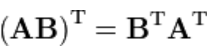 (AB)ᵀ = BᵀAᵀ